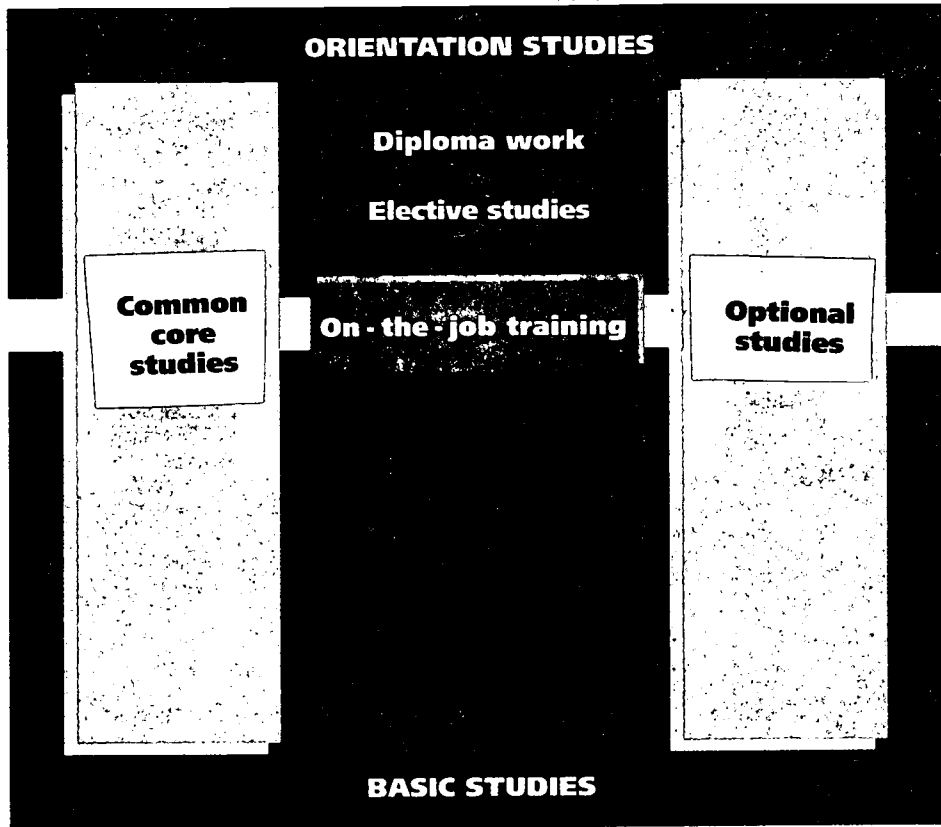 ORIENTATION STUDIES
Diploma work
Elective studies
Common
core
studies
On-the-job training
Optional
studies
BASIC STUDIES